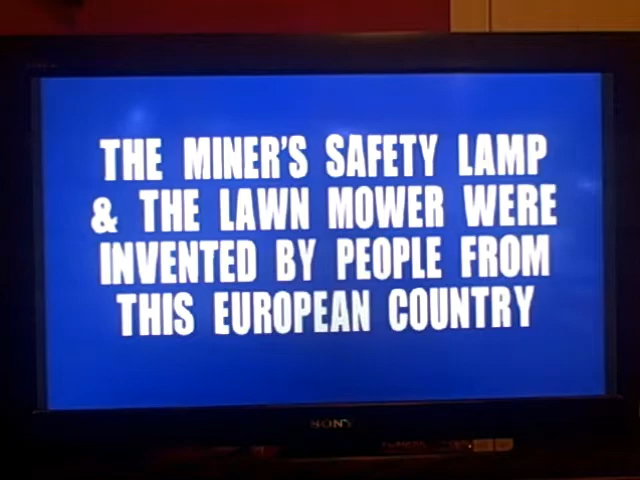 THE MINER'S SAFETY LAMP
& THE LAWN MOWER WERE
INVENTED BY PEOPLE FROM
THIS EUROPEAN COUNTRY
SONY